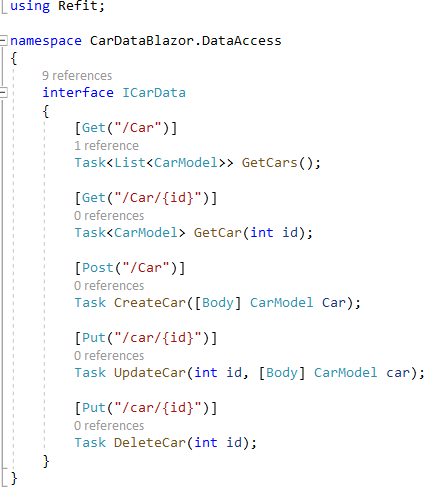 using Refit;
namespace CarDataBlazor.DataAccess
{
9 references
interface ICarData
{
[Get("/Car")]
1 reference
Task<List<CarModel>> GetCars();
[Get("/Car/{id}")]
0 references
Task<CarModel> GetCar(int id);
[Post("/Car")]
0 references
Task CreateCar([Body] CarModel Car);
[Put("/car/{id}")]
0 references
Task UpdateCar(int id, [Body] CarModel car);
[Put("/car/{id}")]
0 references
Task DeleteCar(int id);
}
}